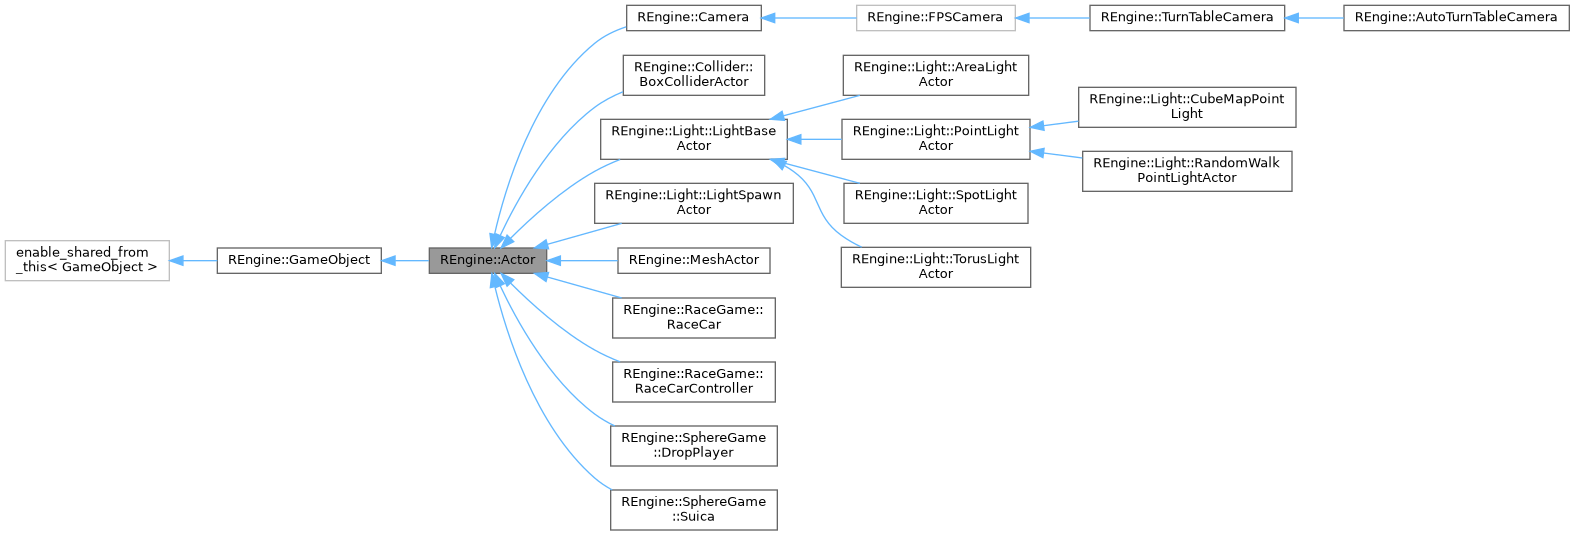 REngine::Camera
REngine::FPSCamera
REngine::TurnTableCamera
REngine::AutoTurnTableCamera
REngine::Collider::
BoxColliderActor
REngine::Light::AreaLight
Actor
REngine::Light::CubeMapPoint
Light
REngine::Light::LightBase
Actor
REngine::Light::PointLight
Actor
REngine::Light::RandomWalk
PointLightActor
REngine::Light::LightSpawn
Actor
REngine::Light::SpotLight
Actor
enable_shared_from
_this< GameObject >
REngine::GameObject
REngine::Actor
REngine::MeshActor
REngine::Light::TorusLight
Actor
REngine::RaceGame::
RaceCar
REngine::RaceGame::
RaceCarController
REngine::SphereGame
::DropPlayer
REngine::SphereGame
::Suica